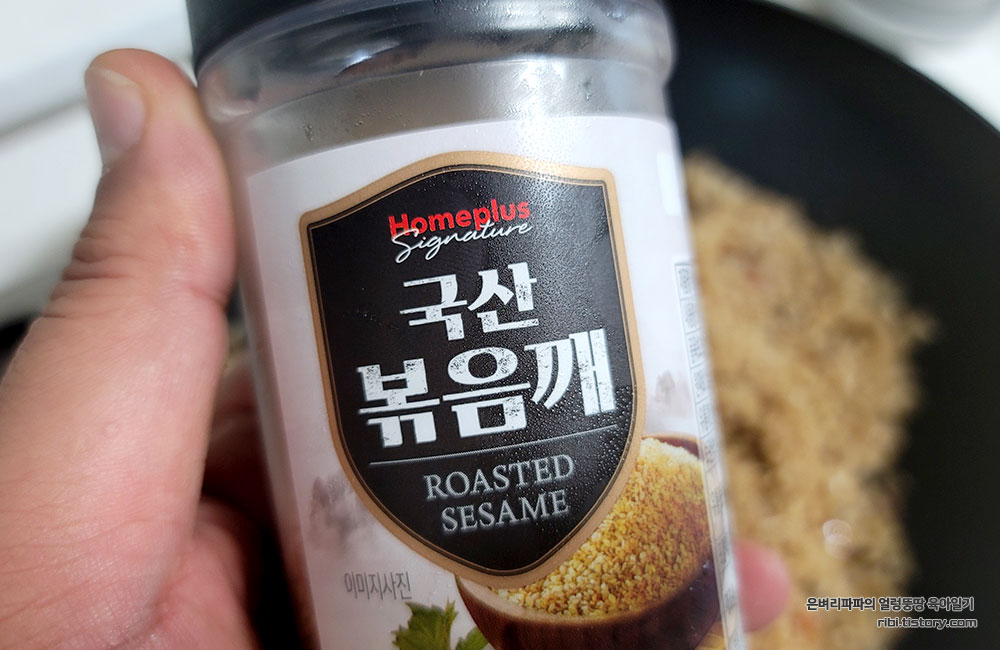 Homeplus
Signature
국산
볶음깨
ROASTED
SESAME
이미지사진
은벼리파파의 얼렁뚱땅 육아일기
ribi.tistory.com